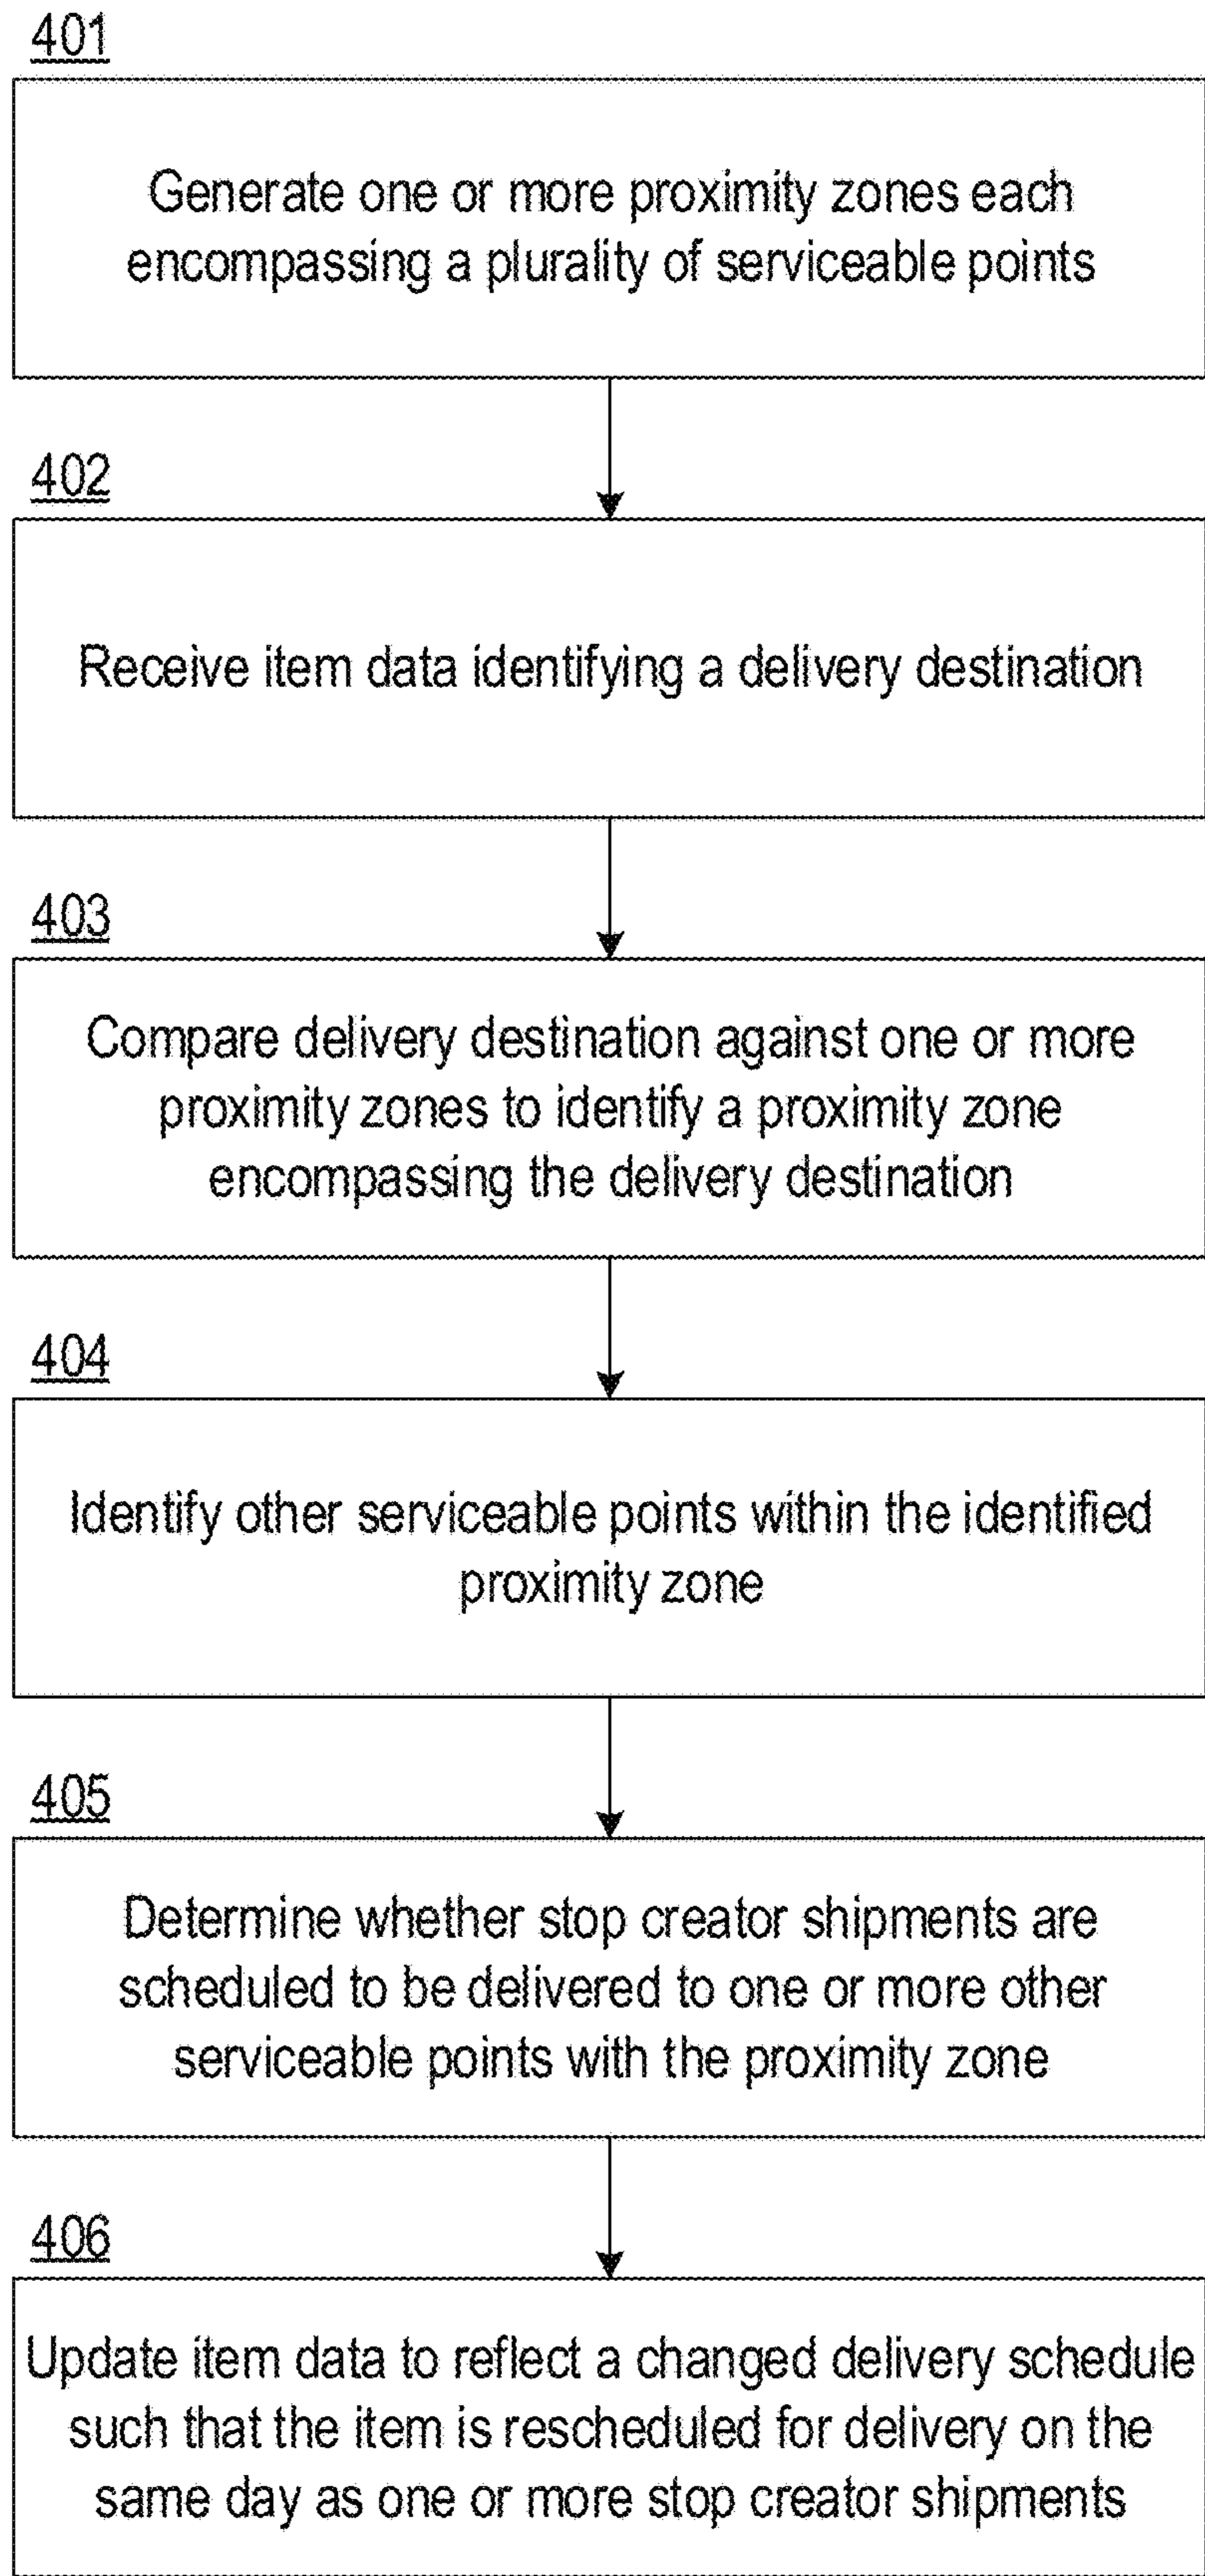 401
Generate one or more proximity zones each
encompassing a plurality of serviceable points
402
Receive item data identifying a delivery destination
403
Compare delivery destination against one or more
proximity zones to identify a proximity zone
encompassing the delivery destination
404
Identify other serviceable points within the identified
proximity zone
405
Determine whether stop creator shipments are
scheduled to be delivered to one or more other
serviceable points with the proximity zone
406
Update item data to reflect a changed delivery schedule
such that the item is rescheduled for delivery on the
same day as one or more stop creator shipments